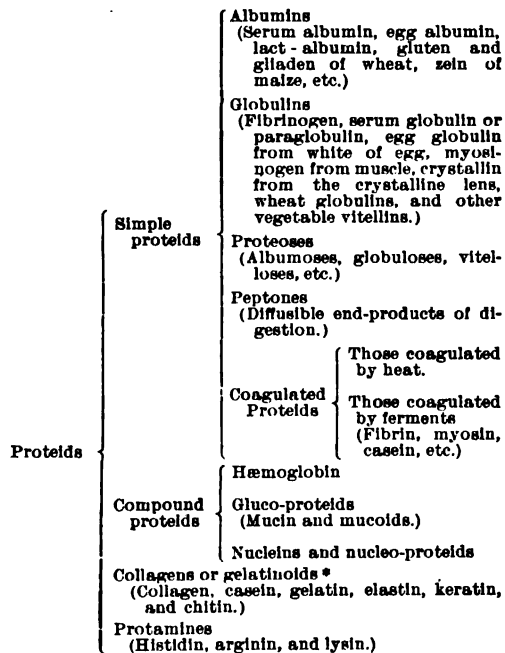 Albumins
(Serum albumin, egg albumin,
lact-albumin, gluten and
gliaden of wheat, zein of
maize, etc.)
Globulins
(Fibrinogen, serum globulin or
paraglobulin, egg globulin
from white of egg, myosi-
nogen from muscle, crystallin
from the crystalline lens,
wheat globulins, and other
vegetable vitellins.)
Simple
proteids
Proteoses
(Albumoses, globuloses, vitel-
loses, etc.)
Peptones
(Diffusible end-products of di-
gestion.)
Coagulated
Proteids
Those coagulated
by heat.
Those coagulated
by ferments
(Fibrin, myosin,
casein, etc.)
Proteids
Compound
proteids
Hæmoglobin
Gluco-proteids
(Mucin and mucoids.)
Nucleins and nucleo-proteids
Collagens or gelatinoids *
(Collagen, casein, gelatin, elastin, keratin,
and chitin.)
Protamines
(Histidin, arginin, and lysin.)